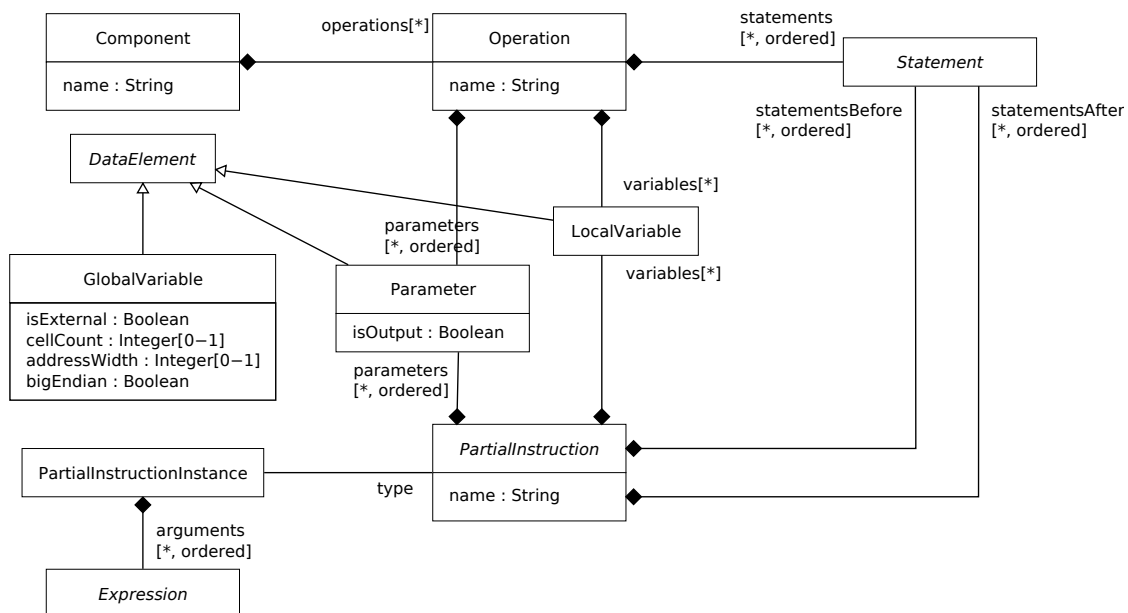 Component
name : String
operations[*]
Operation
name : String
statements
[*, ordered]
Statement
statementsBefore
[*, ordered]
statementsAfter
[*, ordered]
DataElement
variables[*]
LocalVariable
variables[*]
parameters
[*, ordered]
GlobalVariable
isExternal : Boolean
cellCount : Integer[0−1]
addressWidth : Integer[0−1]
bigEndian : Boolean
Parameter
isOutput : Boolean
parameters
[*, ordered]
PartialInstruction
name : String
PartialInstructionInstance
type
arguments
[*, ordered]
Expression